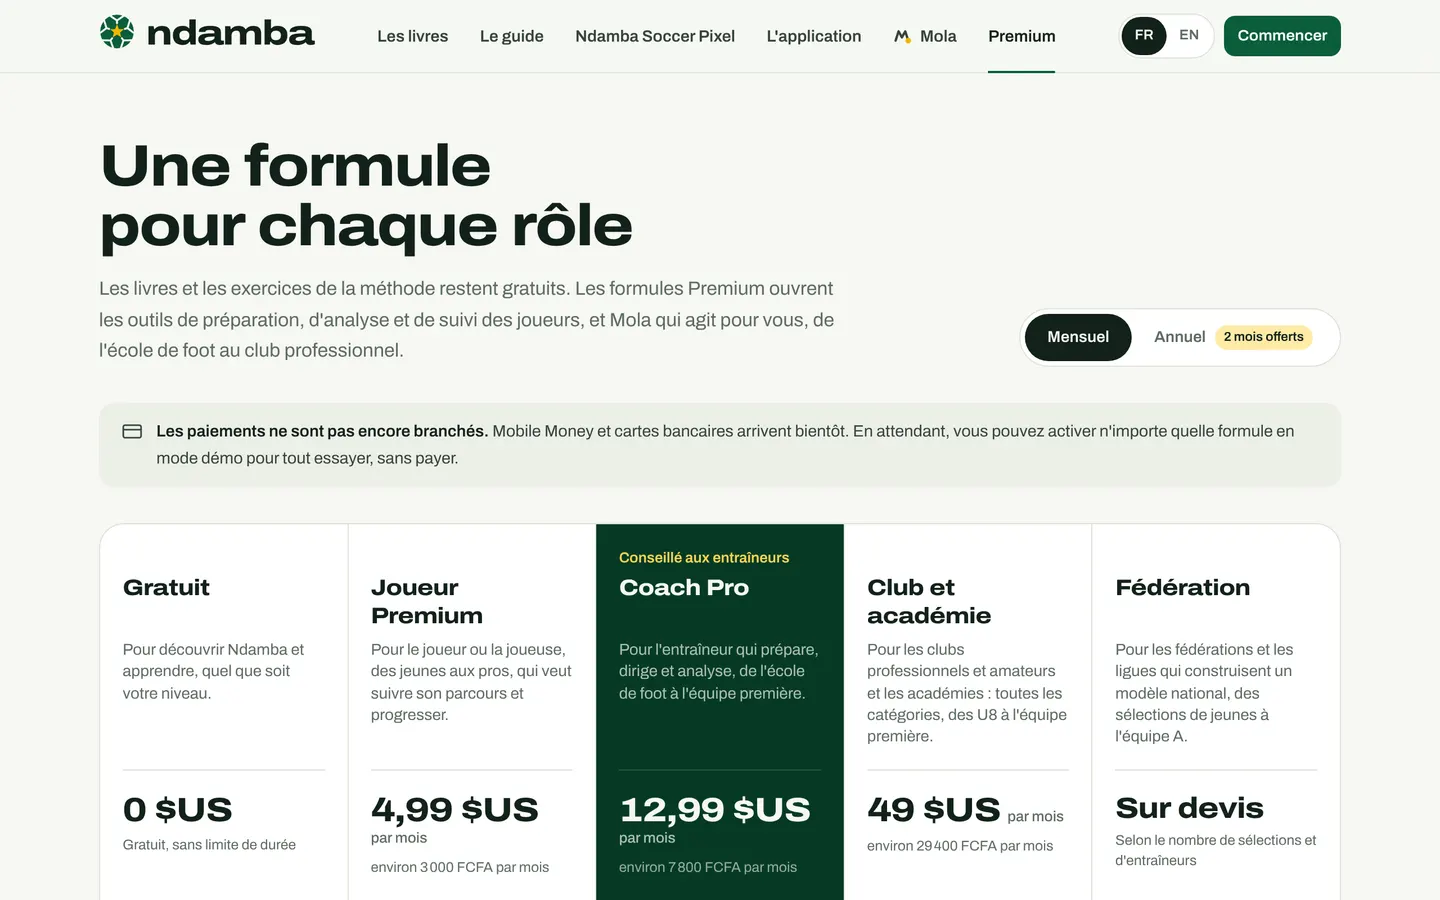 ndamba
Les livres
Le guide
Ndamba Soccer Pixel
L'application
Mola
Premium
FR
EN
Commencer
Une formule
pour chaque rôle
Les livres et les exercices de la méthode restent gratuits. Les formules Premium ouvrent
les outils de préparation, d'analyse et de suivi des joueurs, et Mola qui agit pour vous, de
l'école de foot au club professionnel.
Mensuel
Annuel
2 mois offerts
Les paiements ne sont pas encore branchés. Mobile Money et cartes bancaires arrivent bientôt. En attendant, vous pouvez activer n'importe quelle formule en
mode démo pour tout essayer, sans payer.
Gratuit
Pour découvrir Ndamba et
apprendre, quel que soit
votre niveau.
0 $US
Gratuit, sans limite de durée
Joueur
Premium
Pour le joueur ou la joueuse,
des jeunes aux pros, qui veut
suivre son parcours et
progresser.
4,99 $US
par mois
environ 3 000 FCFA par mois
Conseillé aux entraîneurs
Coach Pro
Pour l'entraîneur qui prépare,
dirige et analyse, de l'école
de foot à l'équipe première.
12,99 $US
par mois
environ 7 800 FCFA par mois
Club et
académie
Pour les clubs
professionnels et amateurs
et les académies : toutes les
catégories, des U8 à l'équipe
première.
49 $US par mois
environ 29 400 FCFA par mois
Fédération
Pour les fédérations et les
ligues qui construisent un
modèle national, des
sélections de jeunes à
l'équipe A.
Sur devis
Selon le nombre de sélections et
d'entraîneurs